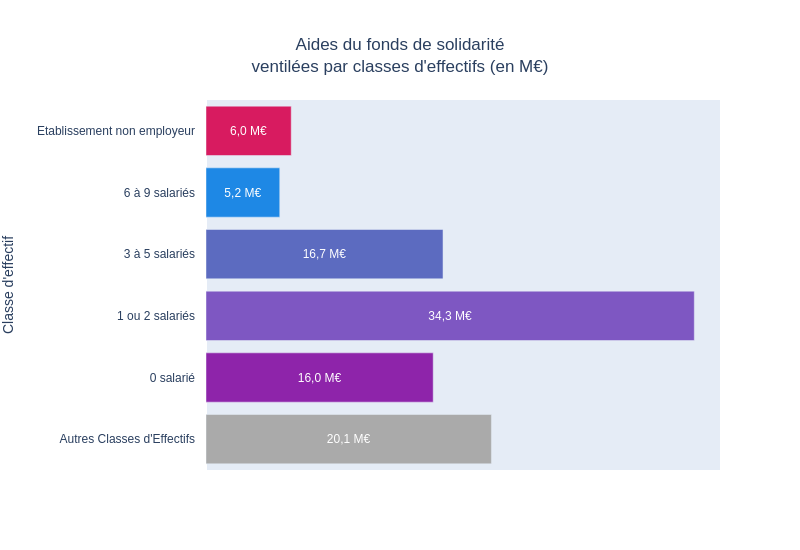 Aides du fonds de solidarité
ventilées par classes d'effectifs (en M€)
Classe d'effectif
Etablissement non employeur
6,0 M€
6 à 9 salariés
5,2 M€
3 à 5 salariés
16,7 M€
1 ou 2 salariés
34,3 M€
0 salarié
16,0 M€
Autres Classes d'Effectifs
20,1 M€